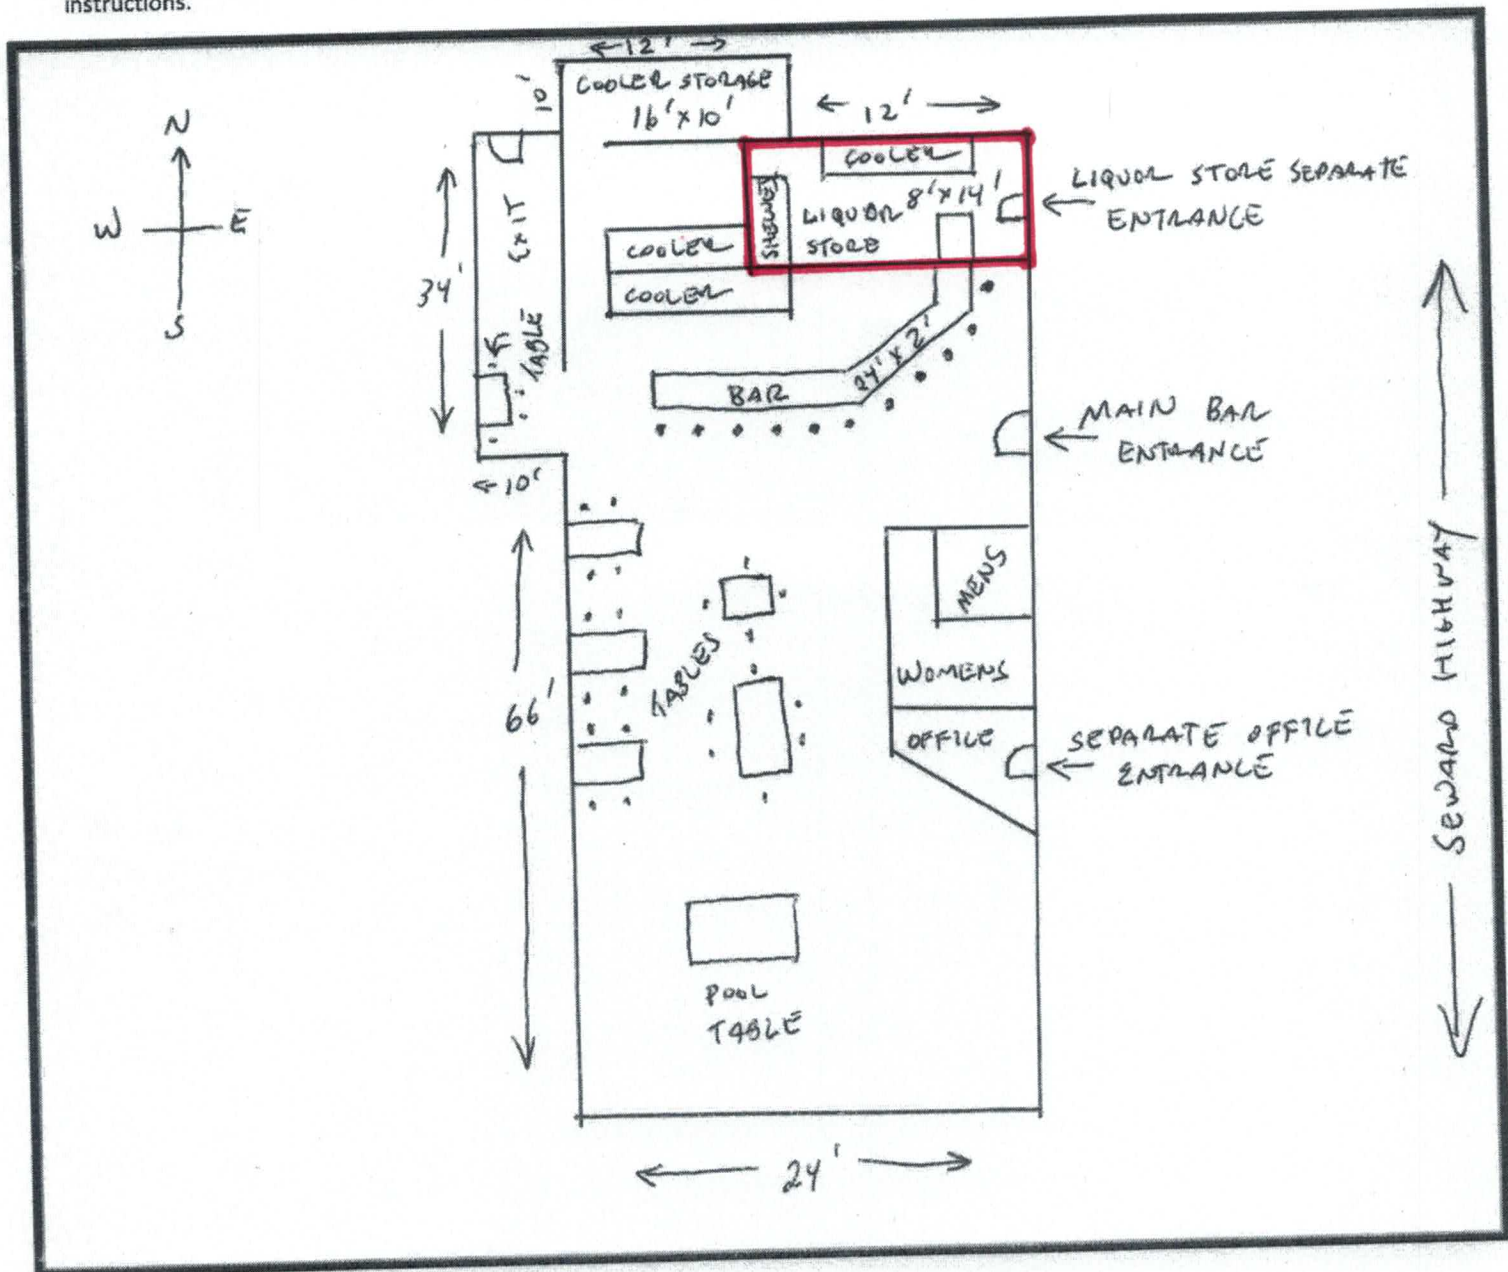 instructions.
12'
COOLER STORAGE
16' x 10'
10'
12'
N
W
E
S
COOLER
LIQUOR STORE SEPARATE
ENTRANCE
EXIT
SHELVES
LIQUOR 8' x 14'
STORE
COOLER
COOLER
34'
TABLE
24' x 2'
BAR
MAIN BAR
ENTRANCE
10'
MENS
TABLES
WOMENS
66'
OFFICE
SEPARATE OFFICE
ENTRANCE
SEWARD HIGHWAY
POOL
TABLE
24'